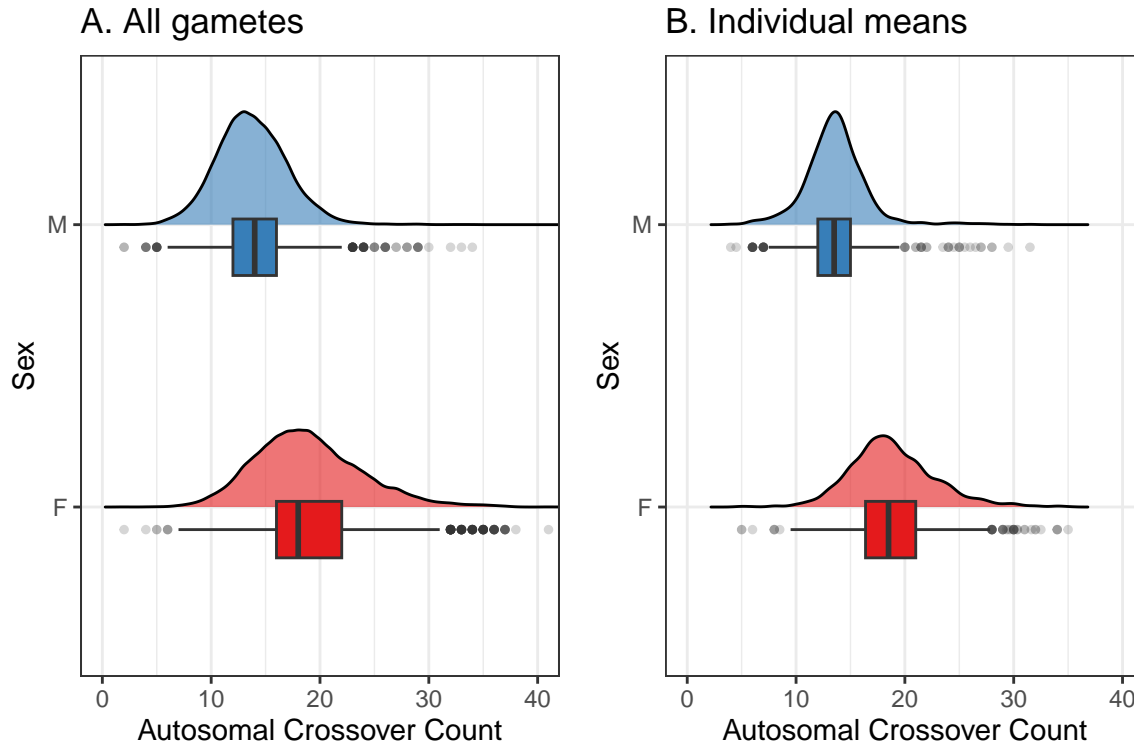 A. All gametes
Sex
M
F
0 10 20 30 40
Autosomal Crossover Count
B. Individual means
Sex
M
F
0 10 20 30 40
Autosomal Crossover Count